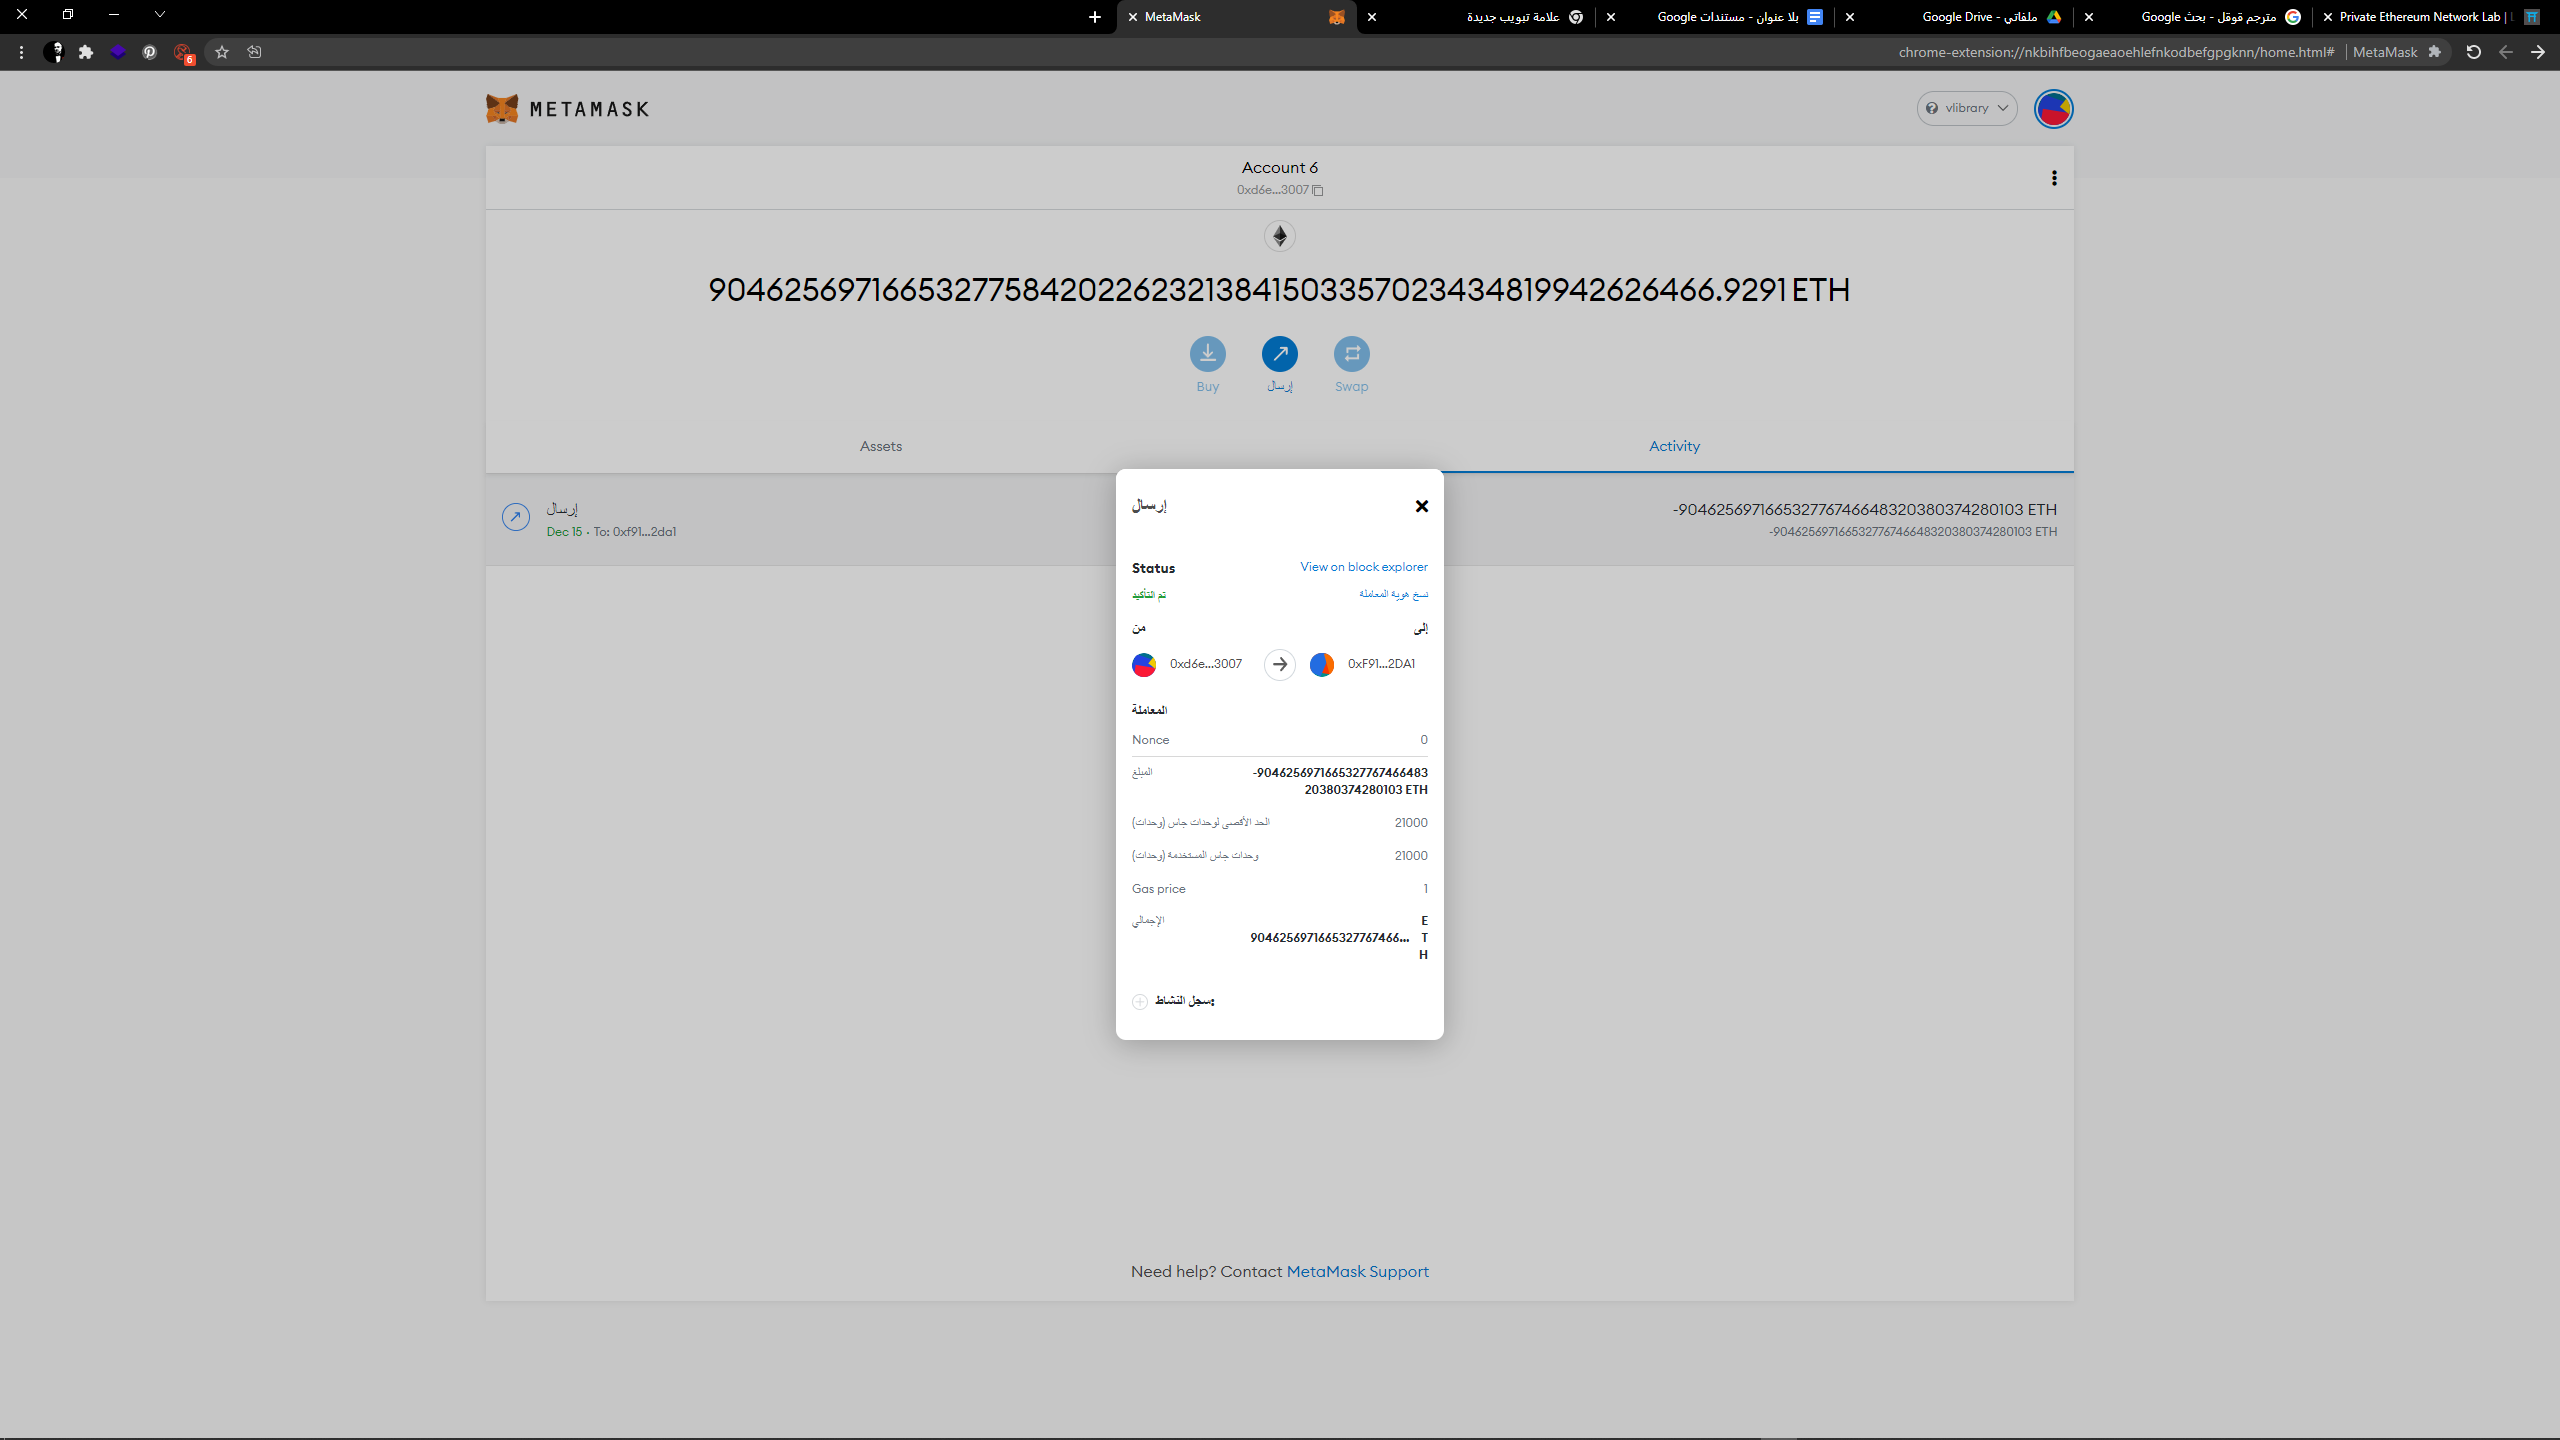 MetaMask
علامة تبويب جديدة
بلا عنوان - مستندات Google
ملفاتي - Google Drive
مترجم قوقل - بحث Google
Private Ethereum Network Lab |
6
chrome-extension://nkbihfbeogaeaoehlefnkodbefgpgknn/home.html# | MetaMask
METAMASK
vlibrary
Account 6
0xd6e...3007
904625697166532776842022623213841503357023434819942626466.9291 ETH
Buy
إرسال
Swap
Assets
Activity
إرسال
-904625697166532776746648320380374280103 ETH
Dec 15 · To: 0xf91...2da1
-904625697166532776746648320380374280103 ETH
إرسال
Status
View on block explorer
تم التأكيد
نسخ هوية المعاملة
من
إلى
0xd6e...3007
0xF91...2DA1
المعاملة
Nonce
0
المبلغ
-9046256971665327767466483
20380374280103 ETH
الحد الأقصى لوحدات جاس (وحدات)
21000
وحدات جاس المستخدمة (وحدات)
21000
Gas price
1
الإجمالي
9046256971665327767466...
E
T
H
سجل النشاط:
Need help? Contact MetaMask Support